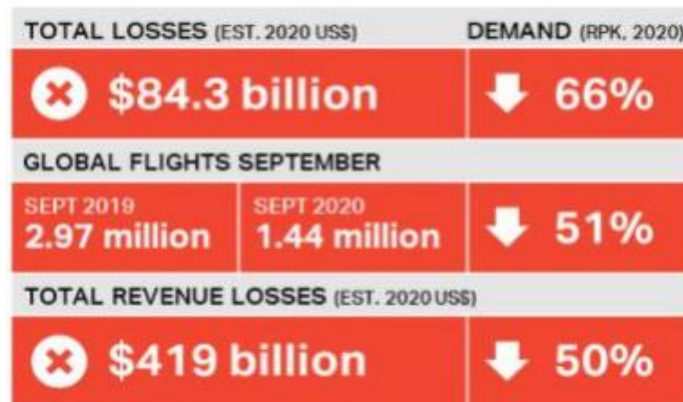 TOTAL LOSSES (EST. 2020 US$) DEMAND (RPK, 2020)
$84.3 billion 66%
GLOBAL FLIGHTS SEPTEMBER
SEPT 2019 SEPT 2020
2.97 million 1.44 million 51%
TOTAL REVENUE LOSSES (EST. 2020 US$)
$419 billion 50%